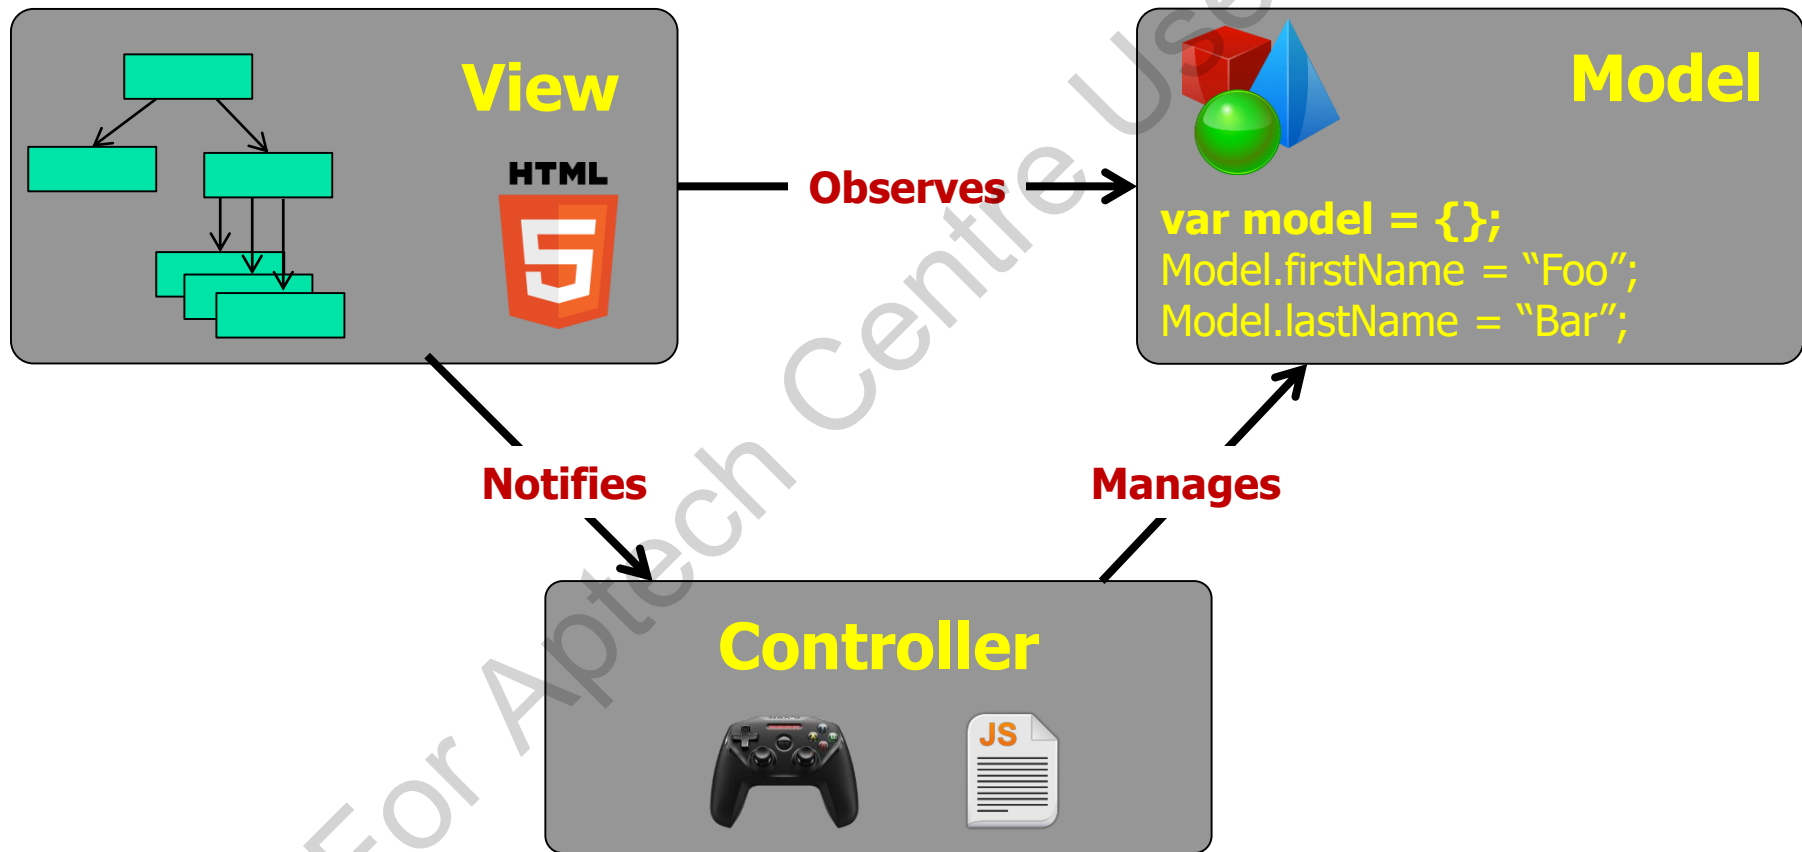 View
HTML
5
Observes
Model
var model = {};
Model.firstName = “Foo”;
Model.lastName = “Bar”;
Notifies
Manages
Controller
JS
For Aptech Centre Use